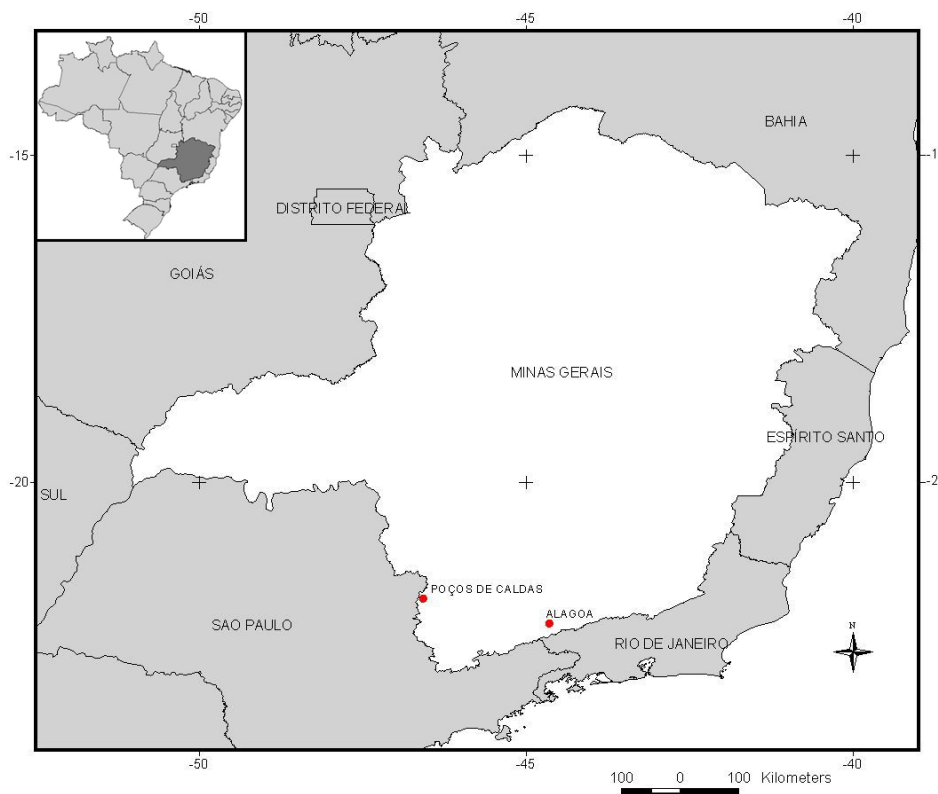 -50 -45 -40
BAHIA
-15 -1
DISTRITO FEDERAL
GOIÁS
MINAS GERAIS
ESPÍRITO SANTO
-20 -2
SUL
POÇOS DE CALDAS
ALAGOA
SAO PAULO
RIO DE JANEIRO
N
-50 -45 -40
100 0 100 Kilometers